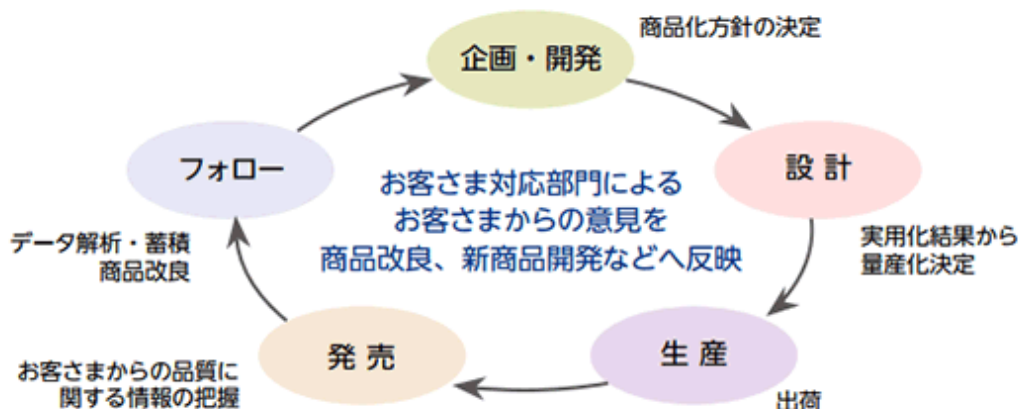 企画・開発
商品化方針の決定
設計
実用化結果から
量産化決定
生産
出荷
発売
お客さまからの品質に
関する情報の把握
フォロー
データ解析・蓄積
商品改良
お客さま対応部門による
お客さまからの意見を
商品改良、新商品開発などへ反映